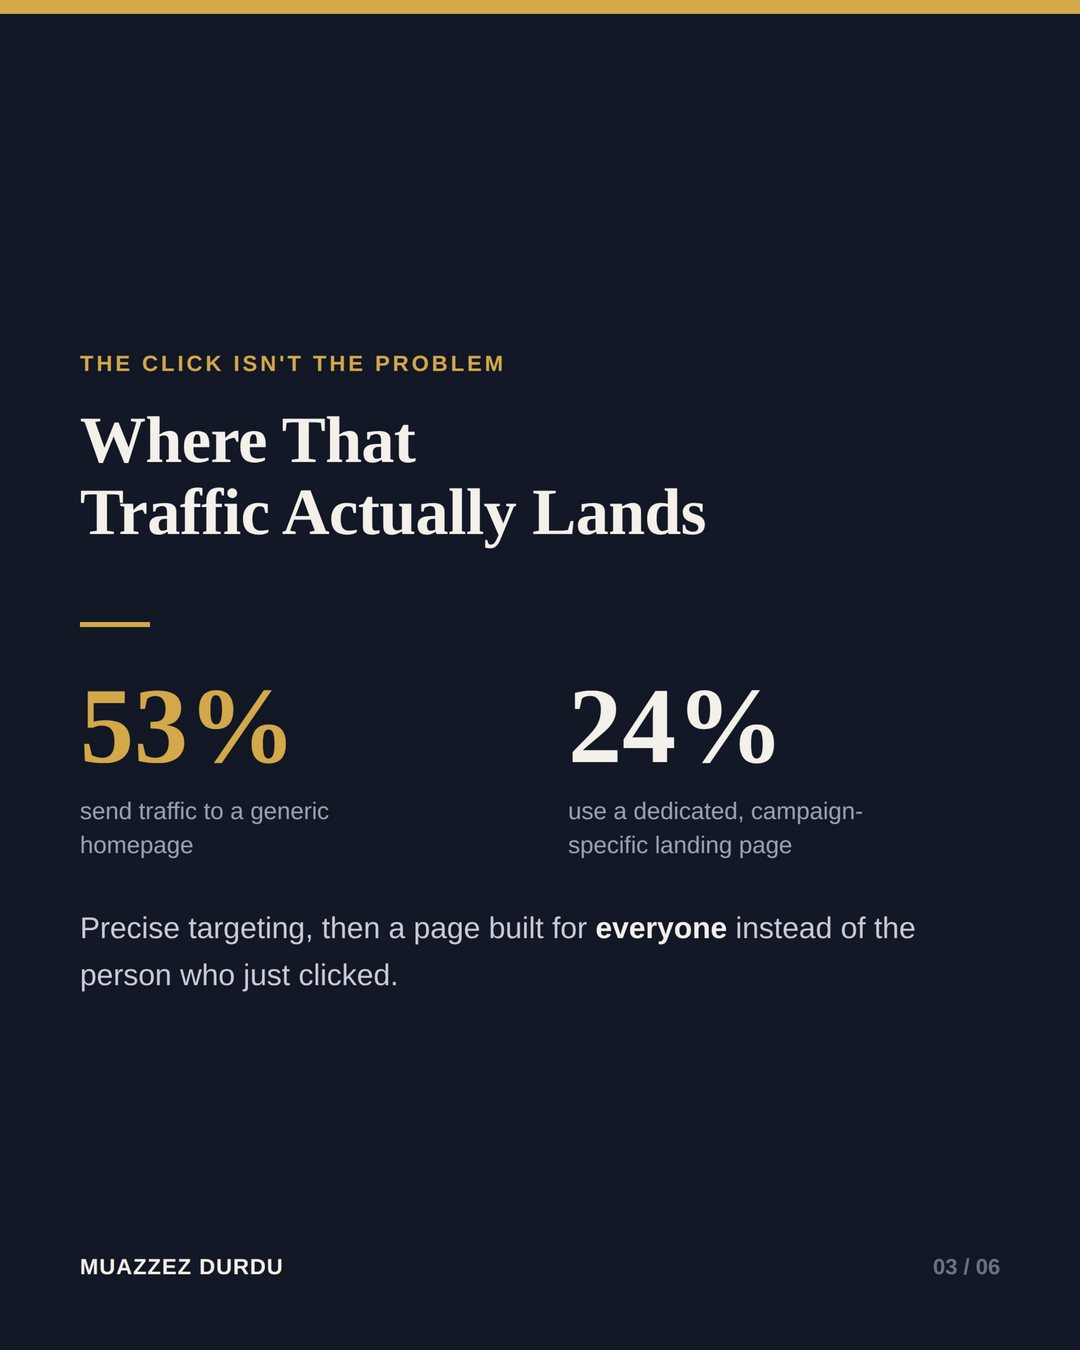 THE CLICK ISN'T THE PROBLEM
Where That
Traffic Actually Lands
53%
send traffic to a generic
homepage
24%
use a dedicated, campaign-
specific landing page
Precise targeting, then a page built for everyone instead of the
person who just clicked.
MUAZZEZ DURDU
03 / 06